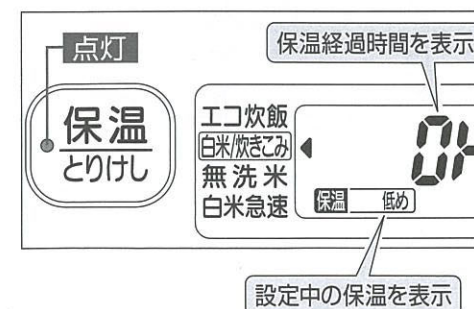 点灯
保温経過時間を表示
保温
とりけし
エコ炊飯
白米/炊きこみ
無洗米
白米急速
0H
保温 低め
設定中の保温を表示